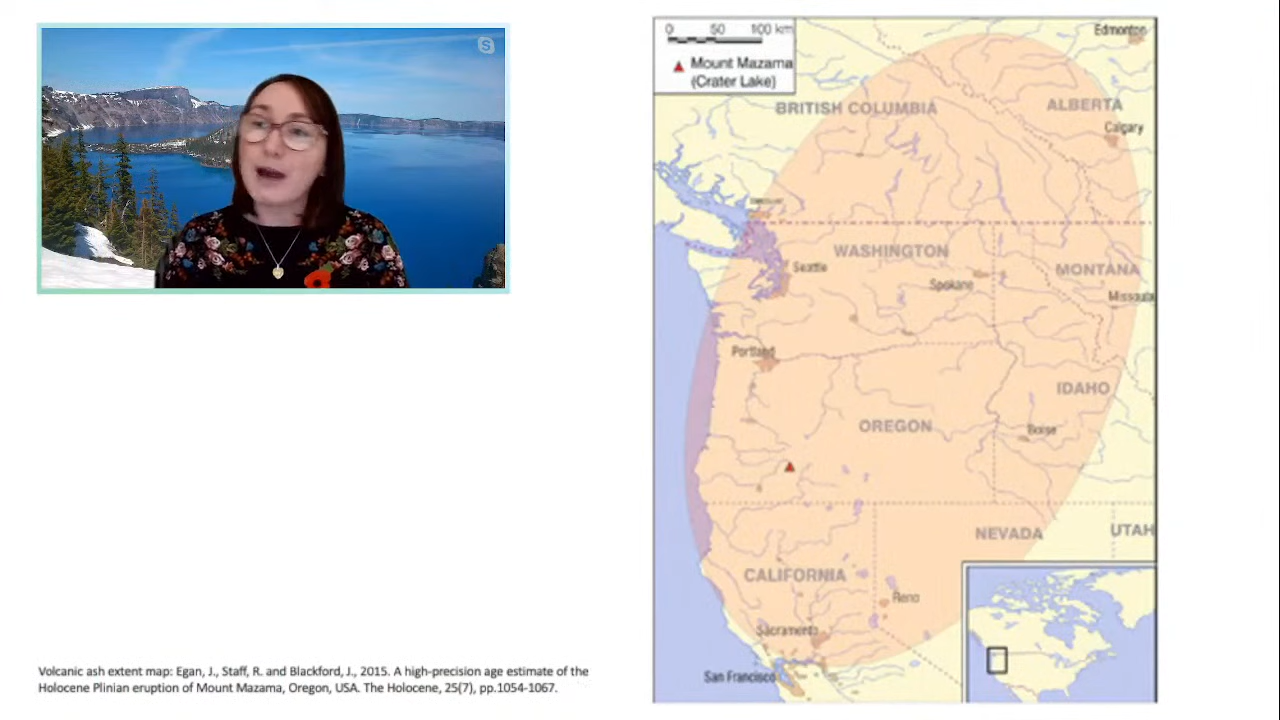 0 50 100 km
Mount Mazama
(Crater Lake)
Edmonton
BRITISH COLUMBIA
ALBERTA
Calgary
WASHINGTON
Seattle
Spokane
MONTANA
Missoula
Portland
IDAHO
OREGON
Boise
NEVADA
UTAH
CALIFORNIA
Reno
Sacramento
San Francisco
Volcanic ash extent map: Egan, J., Staff, R. and Blackford, J., 2015. A high-precision age estimate of the
Holocene Plinian eruption of Mount Mazama, Oregon, USA. The Holocene, 25(7), pp.1054-1067.